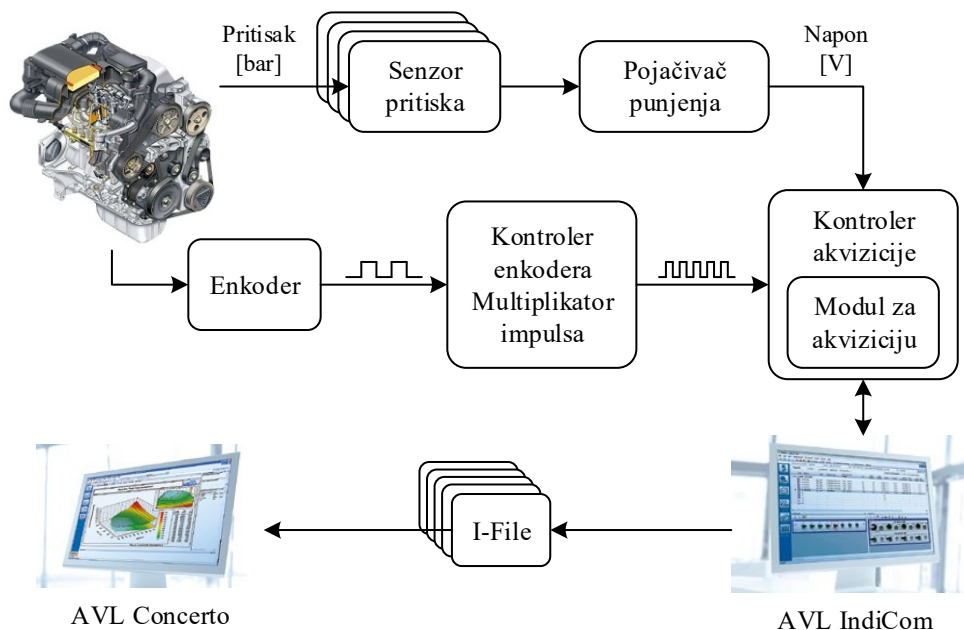 Pritisak
[bar]
Senzor
pritiska
Pojačivač
punjenja
Napon
[V]
Enkoder
Kontroler
enkodera
Multiplikator
impulsa
Kontroler
akvizicije
Modul za
akviziciju
I-File
AVL Concerto
AVL IndiCom